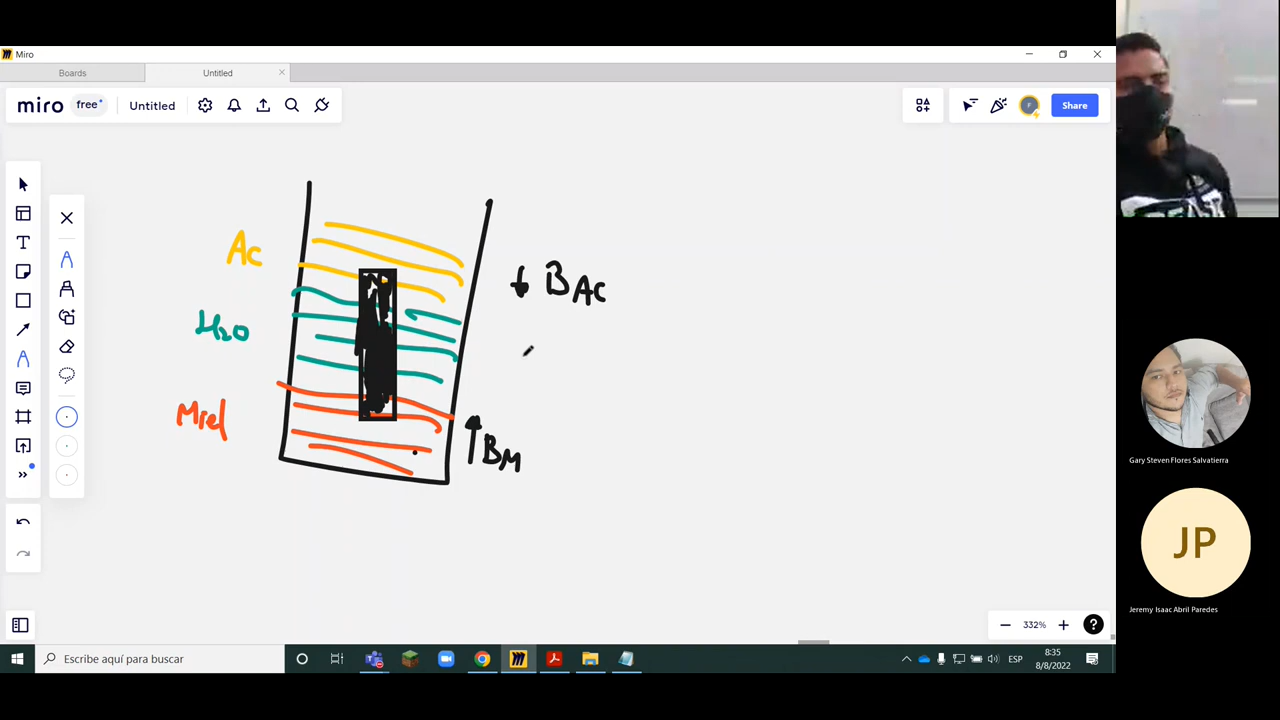 Miro
Boards
Untitled
miro free
Untitled
Share
Ac
H2O
Miel
↓ BAc
↑BM
Gary Steven Flores Salvatierra
JP
Jeremy Isaac Abril Paredes
332%
Escribe aquí para buscar
ESP
8:35
8/8/2022